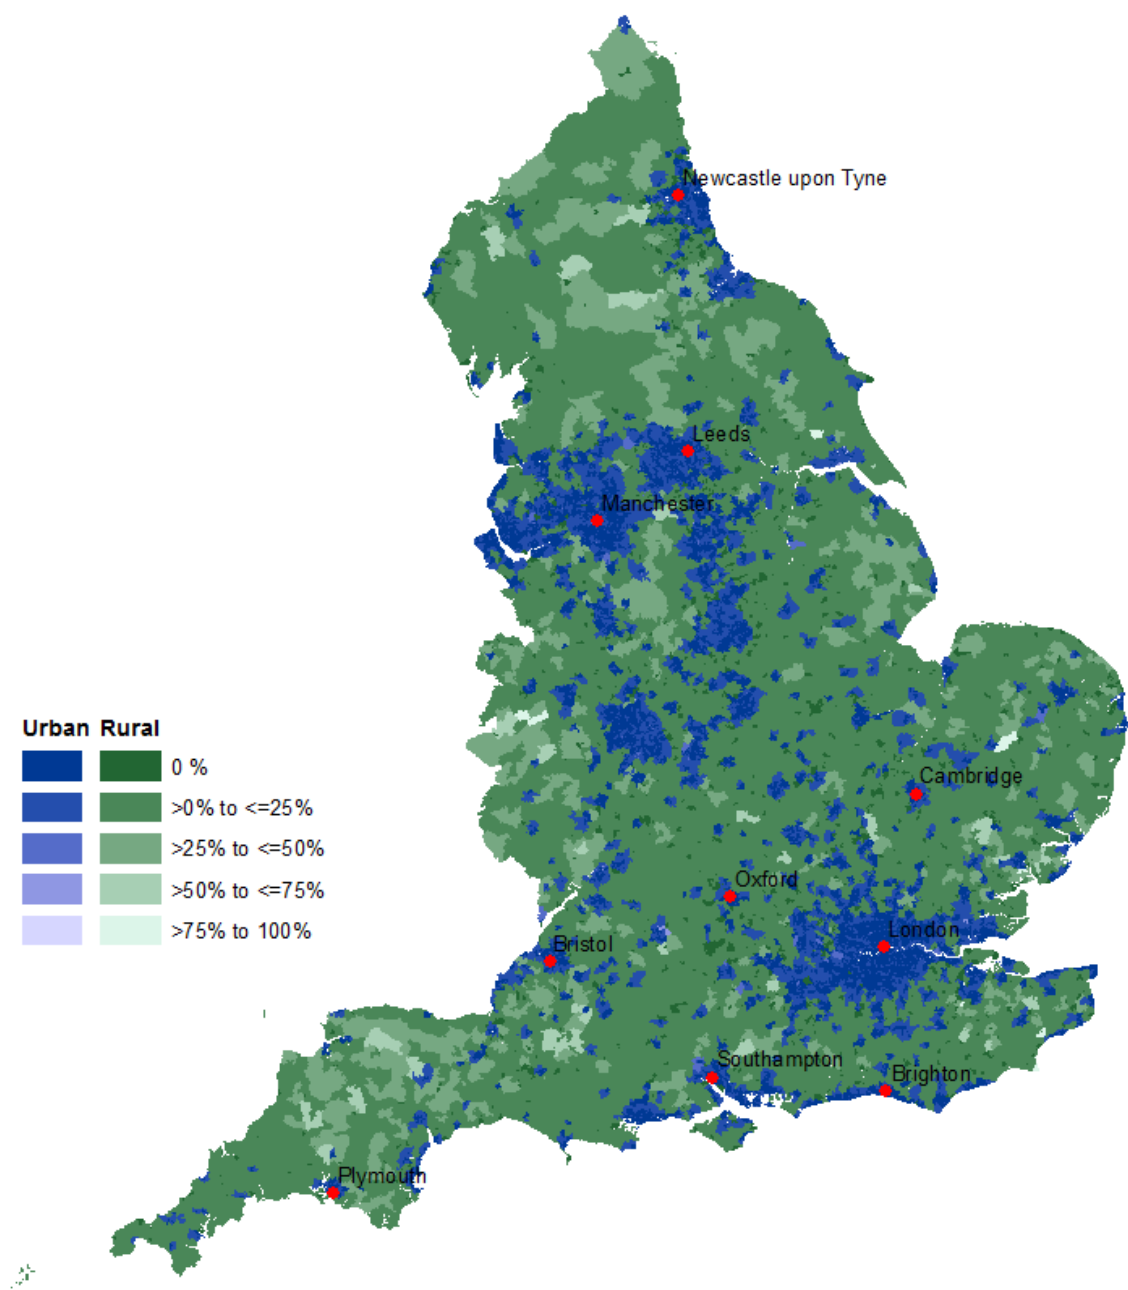 Newcastle upon Tyne
Leeds
Manchester
Urban Rural
0 %
>0% to <=25%
>25% to <=50%
>50% to <=75%
>75% to 100%
Cambridge
Oxford
London
Bristol
Southampton
Brighton
Plymouth